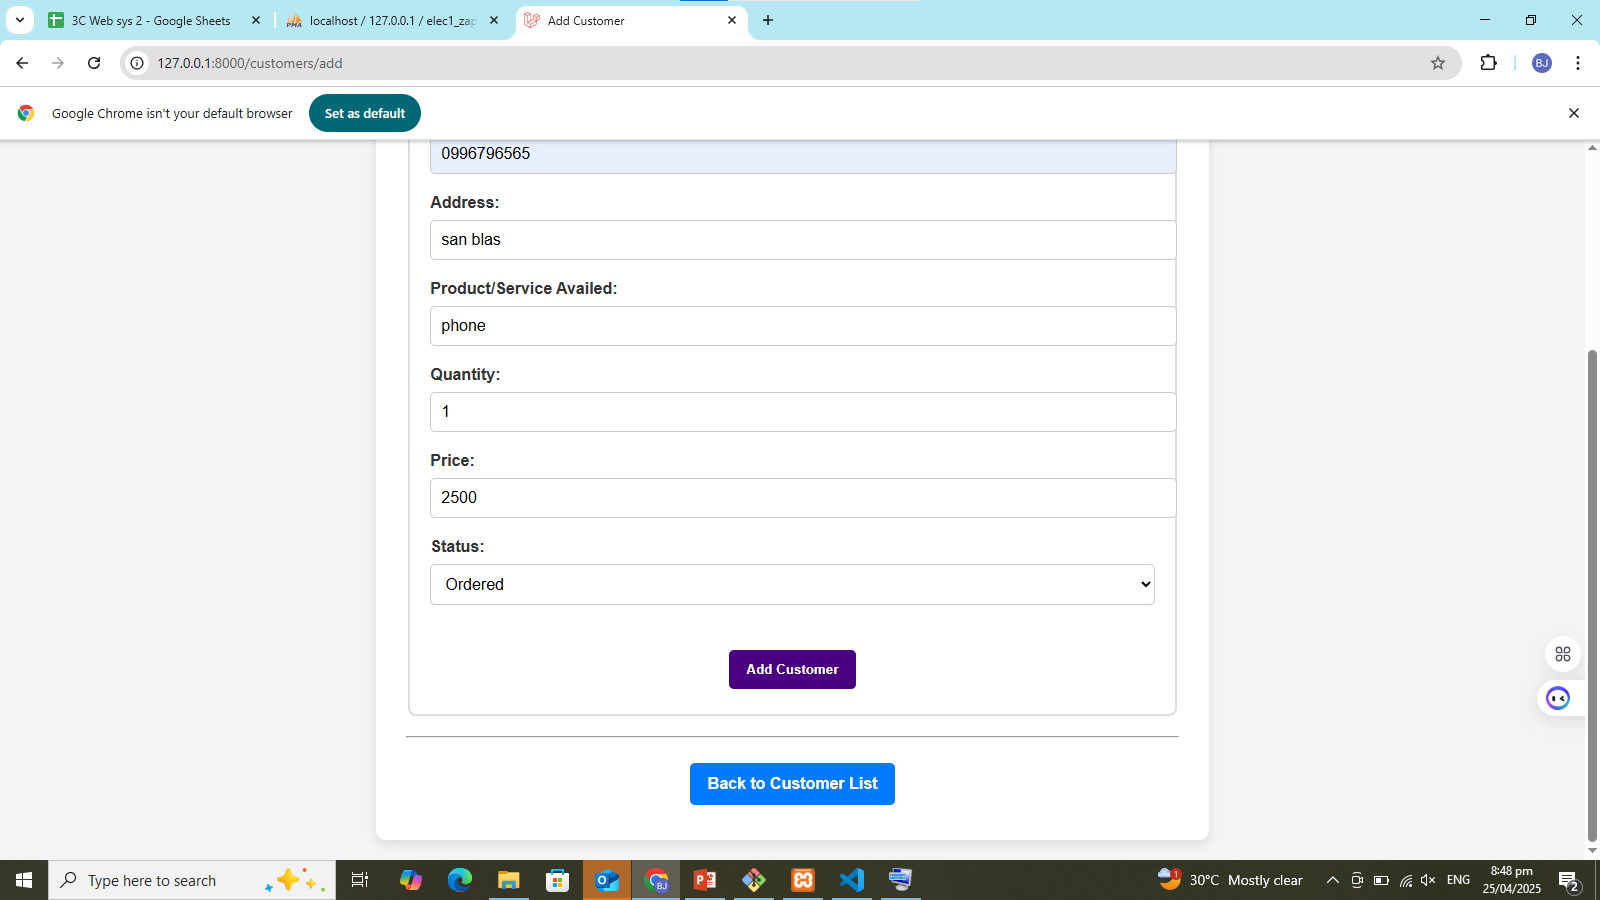 3C Web sys 2 - Google Sheets
localhost / 127.0.0.1 / elec1_zap
Add Customer
127.0.0.1:8000/customers/add
BJ
Google Chrome isn't your default browser
Set as default
0996796565
Address:
san blas
Product/Service Availed:
phone
Quantity:
1
Price:
2500
Status:
Ordered
Add Customer
Back to Customer List
Type here to search
30°C Mostly clear
ENG
8:48 pm
25/04/2025
2